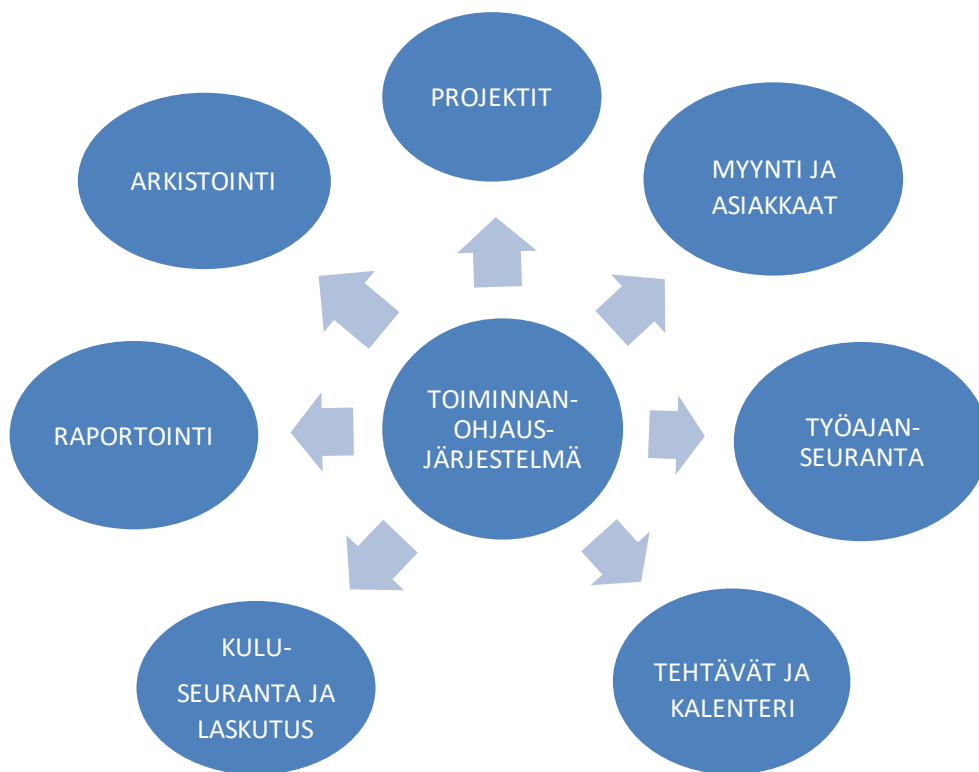 PROJEKTIT
MYYNTI JA
ASIAKKAAT
ARKISTOINTI
TOIMINNAN-
OHJAUS-
JÄRJESTELMÄ
TYÖAJAN-
SEURANTA
RAPORTOINTI
TEHTÄVÄT JA
KALENTERI
KULU-
SEURANTA JA
LASKUTUS